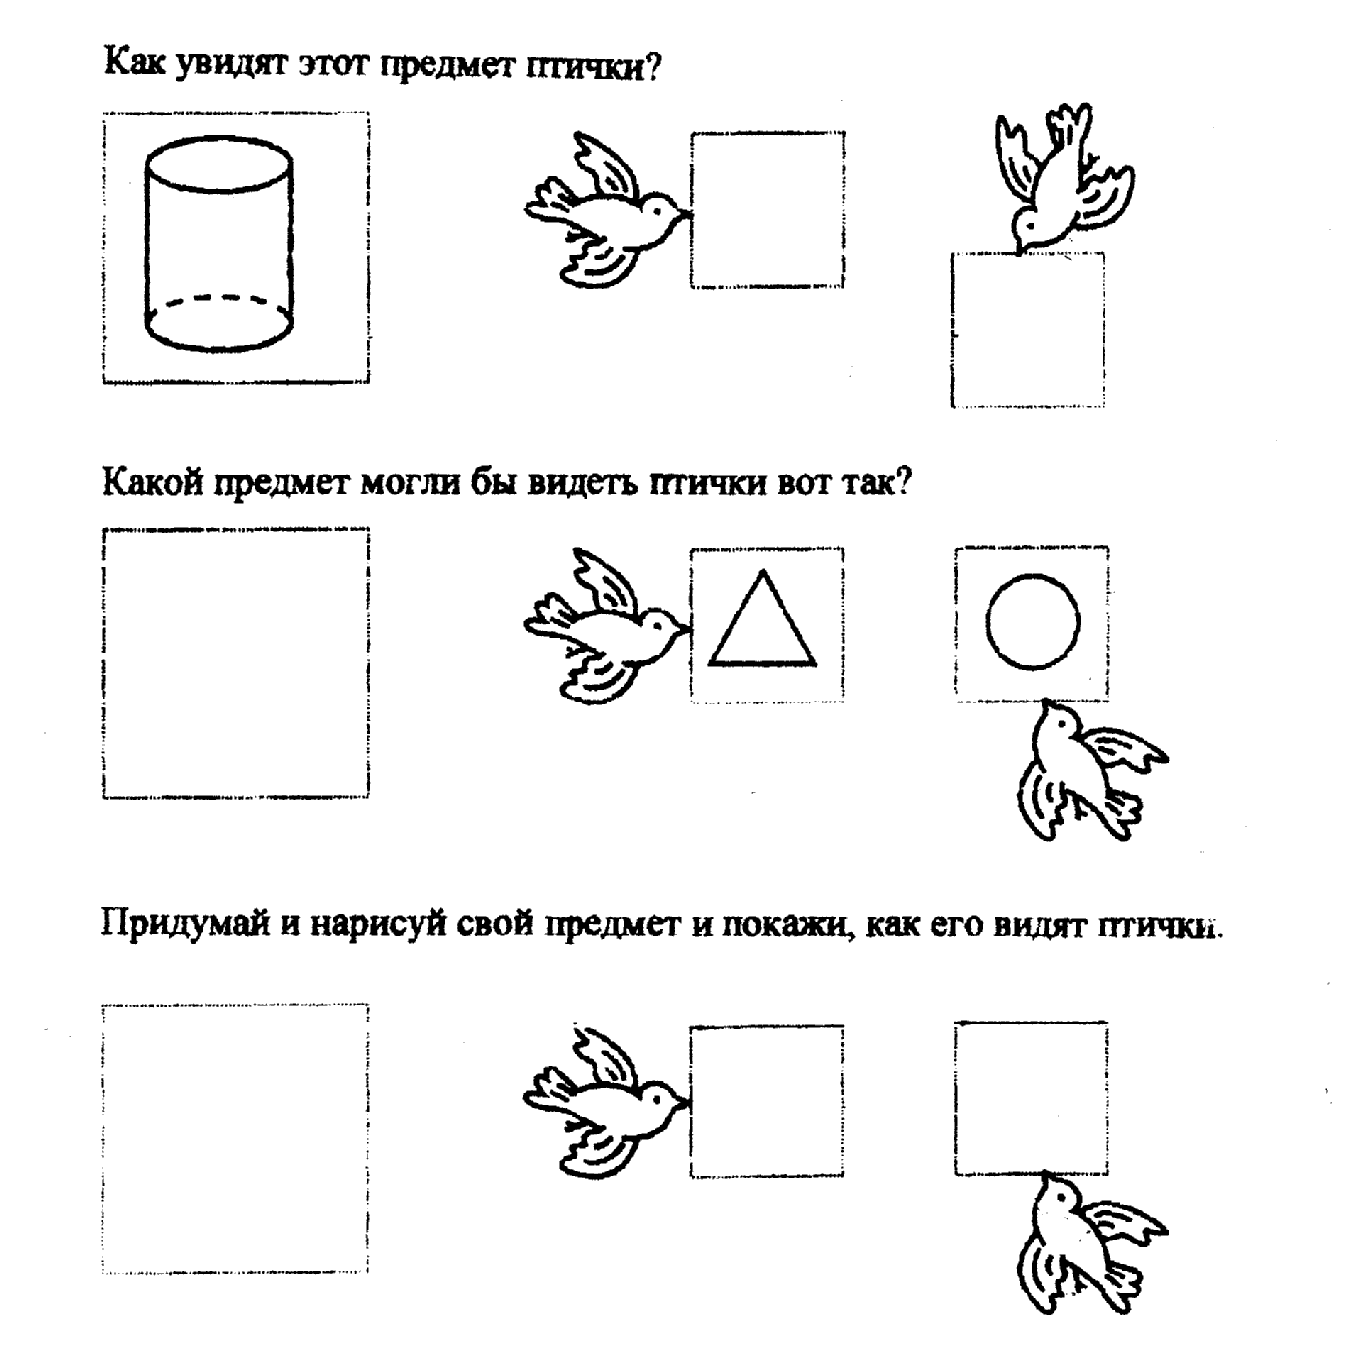 Как увидят этот предмет птички?
Какой предмет могли бы видеть птички вот так?
Придумай и нарисуй свой предмет и покажи, как его видят птички.